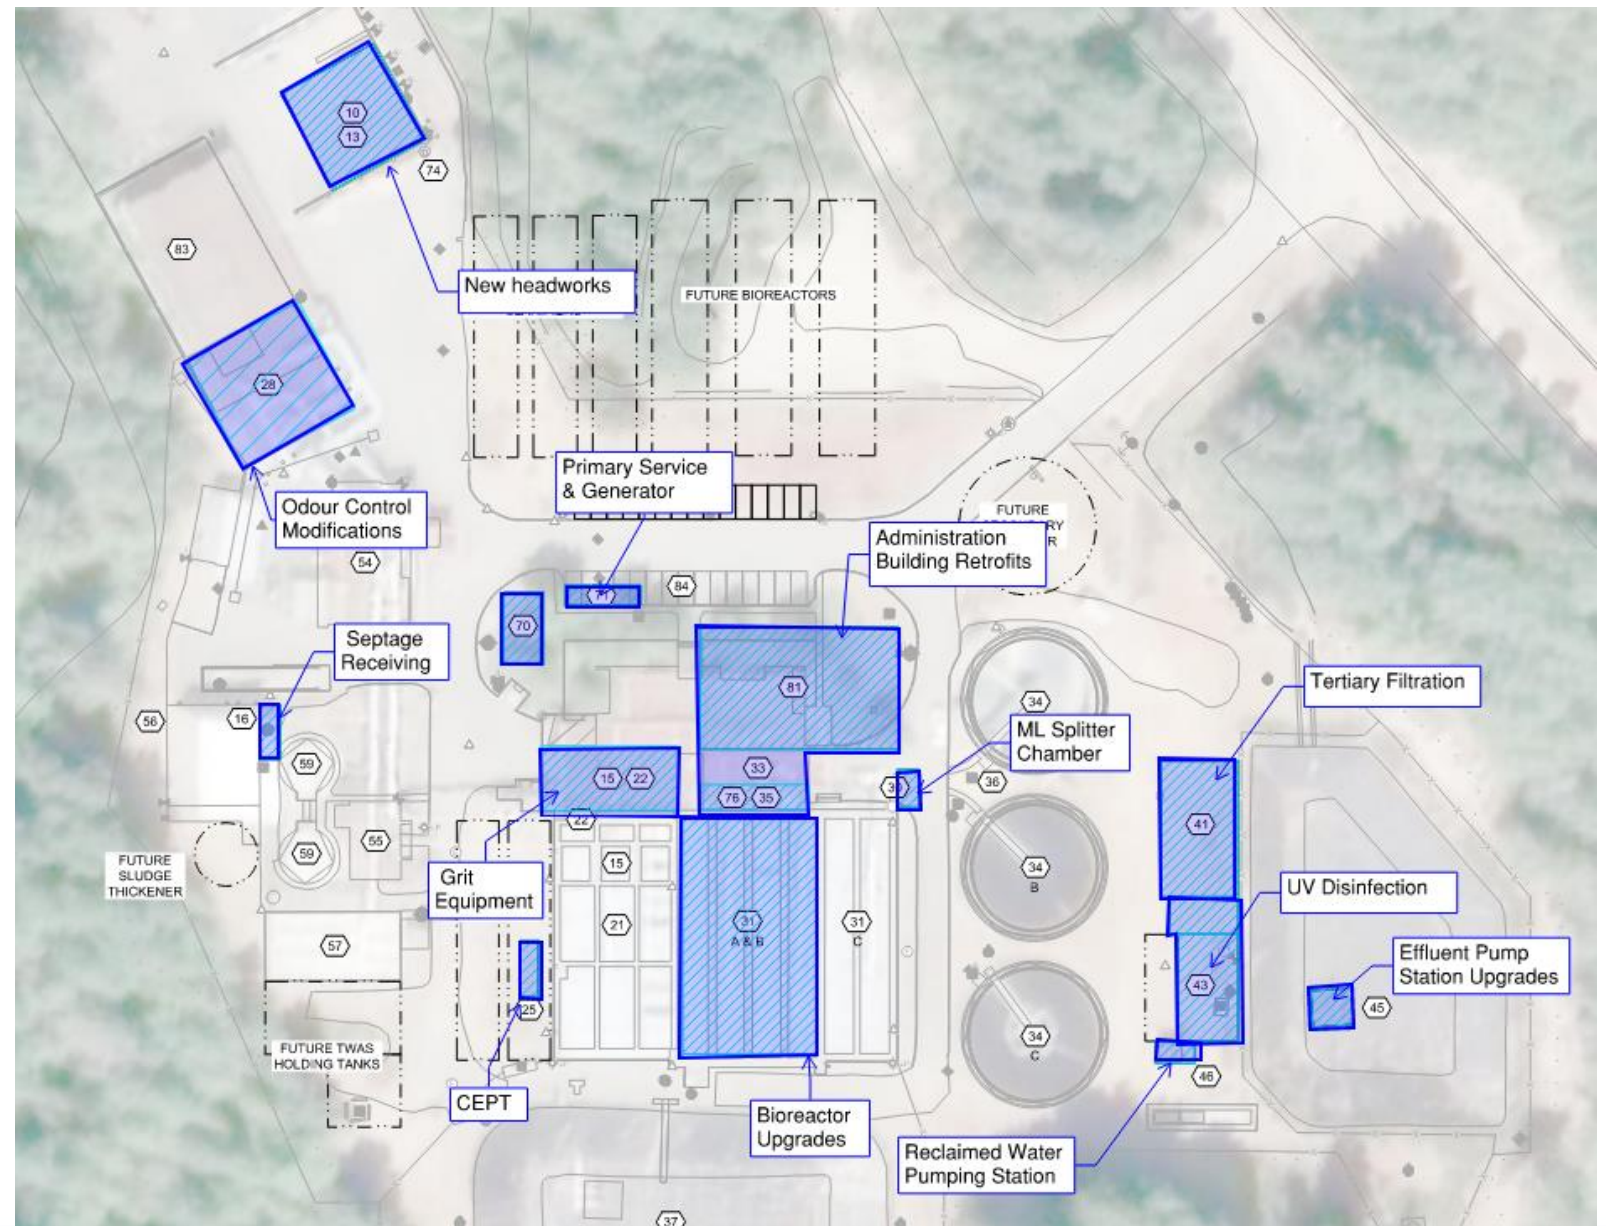 10
13
74
83
New headworks
FUTURE BIOREACTORS
28
Primary Service
& Generator
Odour Control
Modifications
FUTURE
Administration
Building Retrofits
54
84
70
71
Septage
Receiving
81
Tertiary Filtration
34
56
16
ML Splitter
Chamber
59
33
15
22
36
76
35
22
41
55
59
15
34
B
FUTURE
SLUDGE
THICKENER
Grit
Equipment
UV Disinfection
21
31
A & B
31
C
57
Effluent Pump
Station Upgrades
43
25
45
34
C
FUTURE TWAS
HOLDING TANKS
46
CEPT
Bioreactor
Upgrades
Reclaimed Water
Pumping Station
37